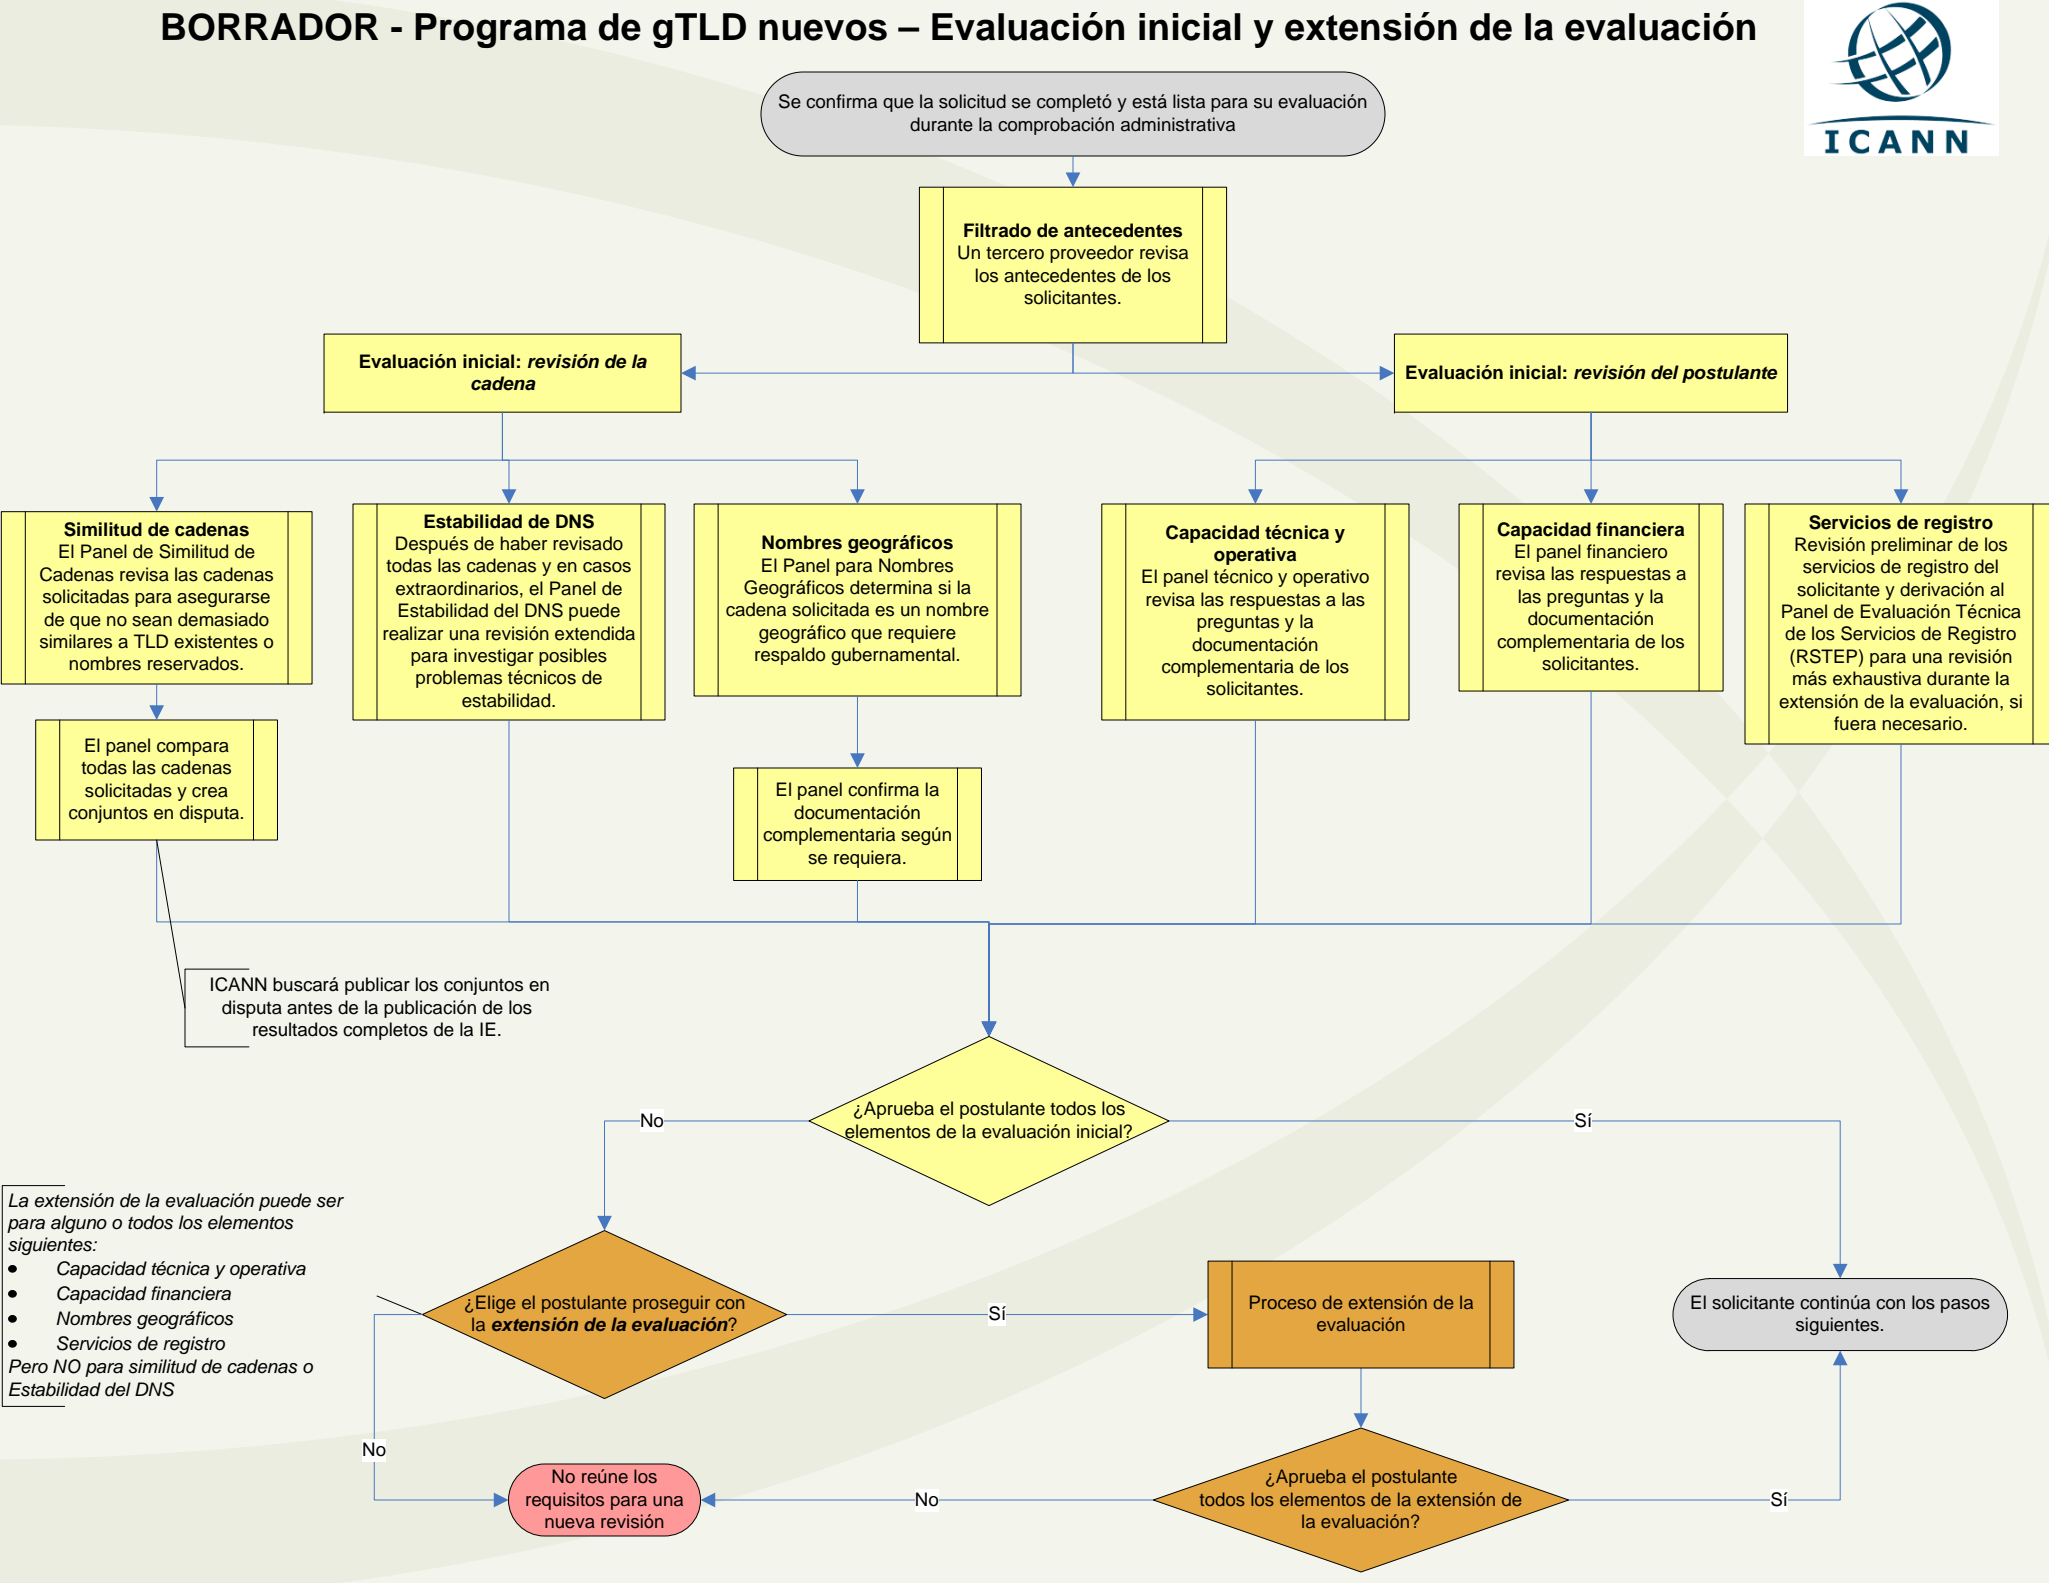 BORRADOR - Programa de gTLD nuevos – Evaluación inicial y extensión de la evaluación
ICANN
Se confirma que la solicitud se completó y está lista para su evaluación
durante la comprobación administrativa
Filtrado de antecedentes
Un tercero proveedor revisa
los antecedentes de los
solicitantes.
Evaluación inicial: revisión de la
cadena
Evaluación inicial: revisión del postulante
Similitud de cadenas
El Panel de Similitud de
Cadenas revisa las cadenas
solicitadas para asegurarse
de que no sean demasiado
similares a TLD existentes o
nombres reservados.
Estabilidad de DNS
Después de haber revisado
todas las cadenas y en casos
extraordinarios, el Panel de
Estabilidad del DNS puede
realizar una revisión extendida
para investigar posibles
problemas técnicos de
estabilidad.
Nombres geográficos
El Panel para Nombres
Geográficos determina si la
cadena solicitada es un nombre
geográfico que requiere
respaldo gubernamental.
Capacidad técnica y
operativa
El panel técnico y operativo
revisa las respuestas a las
preguntas y la
documentación
complementaria de los
solicitantes.
Capacidad financiera
El panel financiero
revisa las respuestas a
las preguntas y la
documentación
complementaria de los
solicitantes.
Servicios de registro
Revisión preliminar de los
servicios de registro del
solicitante y derivación al
Panel de Evaluación Técnica
de los Servicios de Registro
(RSTEP) para una revisión
más exhaustiva durante la
extensión de la evaluación, si
fuera necesario.
El panel compara
todas las cadenas
solicitadas y crea
conjuntos en disputa.
El panel confirma la
documentación
complementaria según
se requiera.
ICANN buscará publicar los conjuntos en
disputa antes de la publicación de los
resultados completos de la IE.
¿Aprueba el postulante todos los
elementos de la evaluación inicial?
No
Sí
La extensión de la evaluación puede ser
para alguno o todos los elementos
siguientes:
• Capacidad técnica y operativa
• Capacidad financiera
• Nombres geográficos
• Servicios de registro
Pero NO para similitud de cadenas o
Estabilidad del DNS
¿Elige el postulante proseguir con
la extensión de la evaluación?
Sí
Proceso de extensión de la
evaluación
El solicitante continúa con los pasos
siguientes.
No
No reúne los
requisitos para una
nueva revisión
No
¿Aprueba el postulante
todos los elementos de la extensión de
la evaluación?
Sí